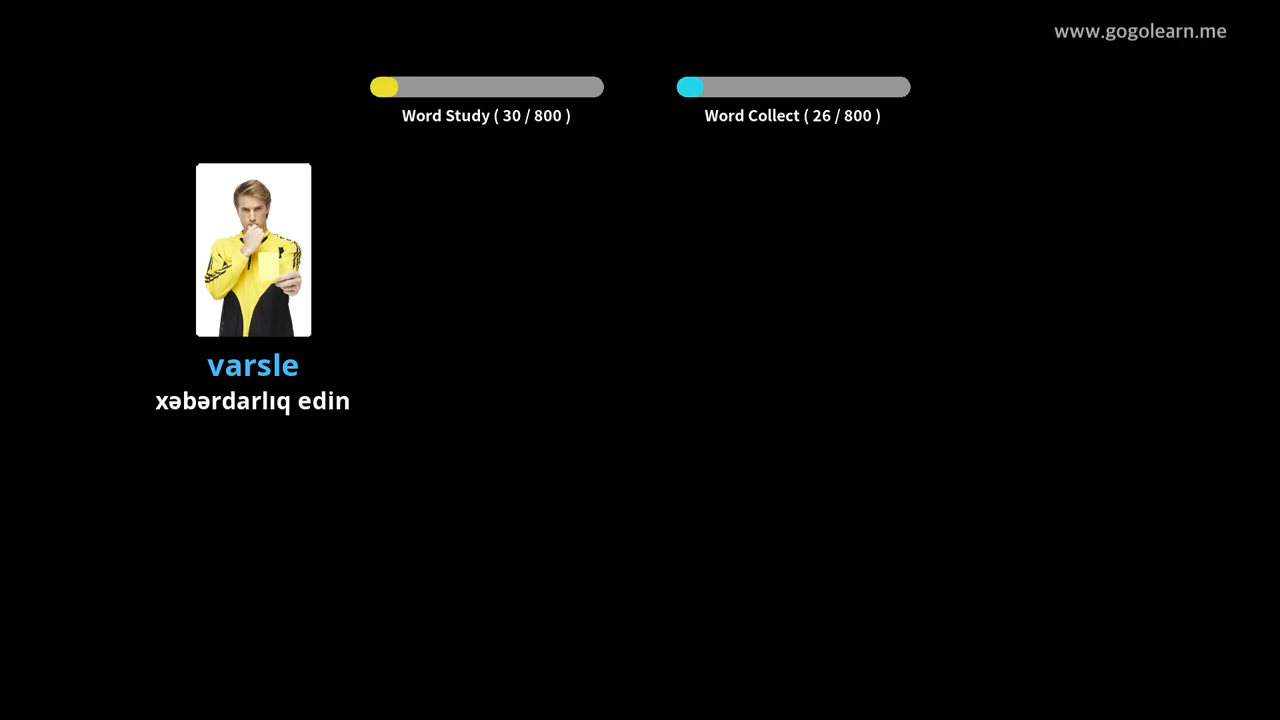 www.gogolearn.me
Word Study ( 30 / 800 )
Word Collect ( 26 / 800 )
varsle
xəbərdarlıq edin